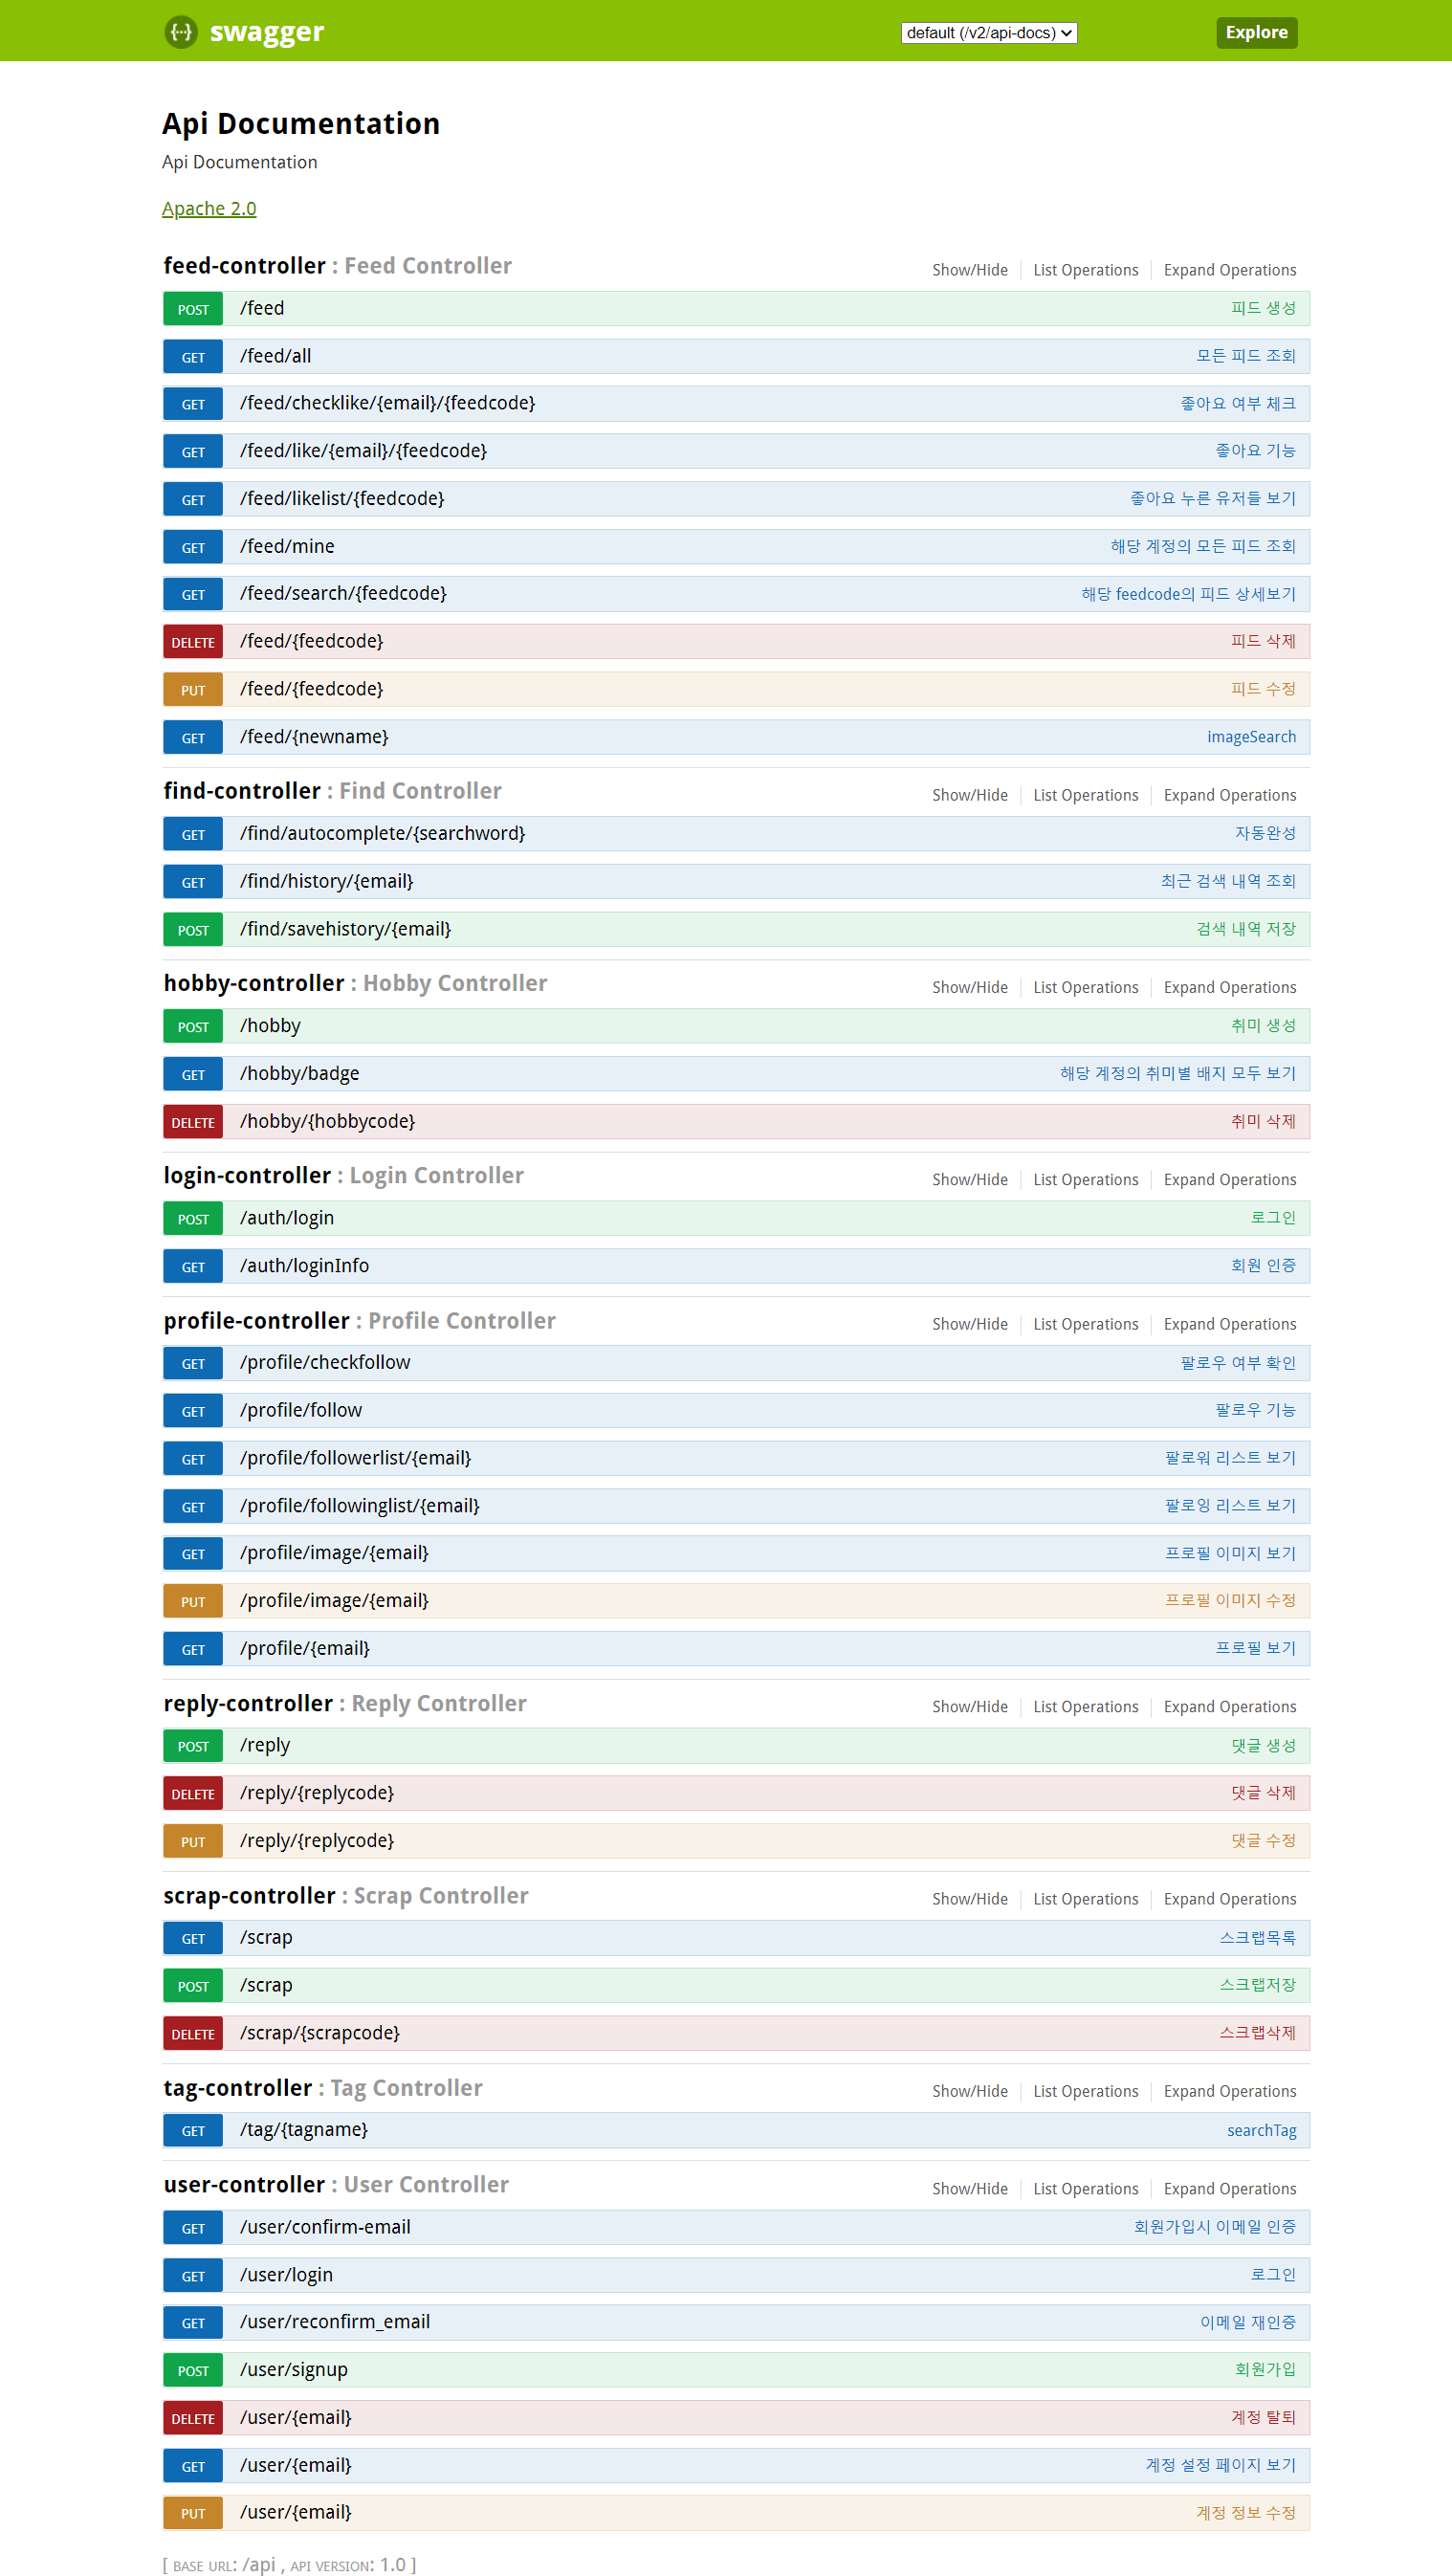 {···} swagger default (/v2/api-docs) Explore
Api Documentation
Api Documentation
Apache 2.0
feed-controller : Feed Controller Show/Hide List Operations Expand Operations
POST /feed 피드 생성
GET /feed/all 모든 피드 조회
GET /feed/checklike/{email}/{feedcode} 좋아요 여부 체크
GET /feed/like/{email}/{feedcode} 좋아요 기능
GET /feed/likelist/{feedcode} 좋아요 누른 유저들 보기
GET /feed/mine 해당 계정의 모든 피드 조회
GET /feed/search/{feedcode} 해당 feedcode의 피드 상세보기
DELETE /feed/{feedcode} 피드 삭제
PUT /feed/{feedcode} 피드 수정
GET /feed/{newname} imageSearch
find-controller : Find Controller Show/Hide List Operations Expand Operations
GET /find/autocomplete/{searchword} 자동완성
GET /find/history/{email} 최근 검색 내역 조회
POST /find/savehistory/{email} 검색 내역 저장
hobby-controller : Hobby Controller Show/Hide List Operations Expand Operations
POST /hobby 취미 생성
GET /hobby/badge 해당 계정의 취미별 배지 모두 보기
DELETE /hobby/{hobbycode} 취미 삭제
login-controller : Login Controller Show/Hide List Operations Expand Operations
POST /auth/login 로그인
GET /auth/loginInfo 회원 인증
profile-controller : Profile Controller Show/Hide List Operations Expand Operations
GET /profile/checkfollow 팔로우 여부 확인
GET /profile/follow 팔로우 기능
GET /profile/followerlist/{email} 팔로워 리스트 보기
GET /profile/followinglist/{email} 팔로잉 리스트 보기
GET /profile/image/{email} 프로필 이미지 보기
PUT /profile/image/{email} 프로필 이미지 수정
GET /profile/{email} 프로필 보기
reply-controller : Reply Controller Show/Hide List Operations Expand Operations
POST /reply 댓글 생성
DELETE /reply/{replycode} 댓글 삭제
PUT /reply/{replycode} 댓글 수정
scrap-controller : Scrap Controller Show/Hide List Operations Expand Operations
GET /scrap 스크랩목록
POST /scrap 스크랩저장
DELETE /scrap/{scrapcode} 스크랩삭제
tag-controller : Tag Controller Show/Hide List Operations Expand Operations
GET /tag/{tagname} searchTag
user-controller : User Controller Show/Hide List Operations Expand Operations
GET /user/confirm-email 회원가입시 이메일 인증
GET /user/login 로그인
GET /user/reconfirm_email 이메일 재인증
POST /user/signup 회원가입
DELETE /user/{email} 계정 탈퇴
GET /user/{email} 계정 설정 페이지 보기
PUT /user/{email} 계정 정보 수정
[ BASE URL: /api , API VERSION: 1.0 ]